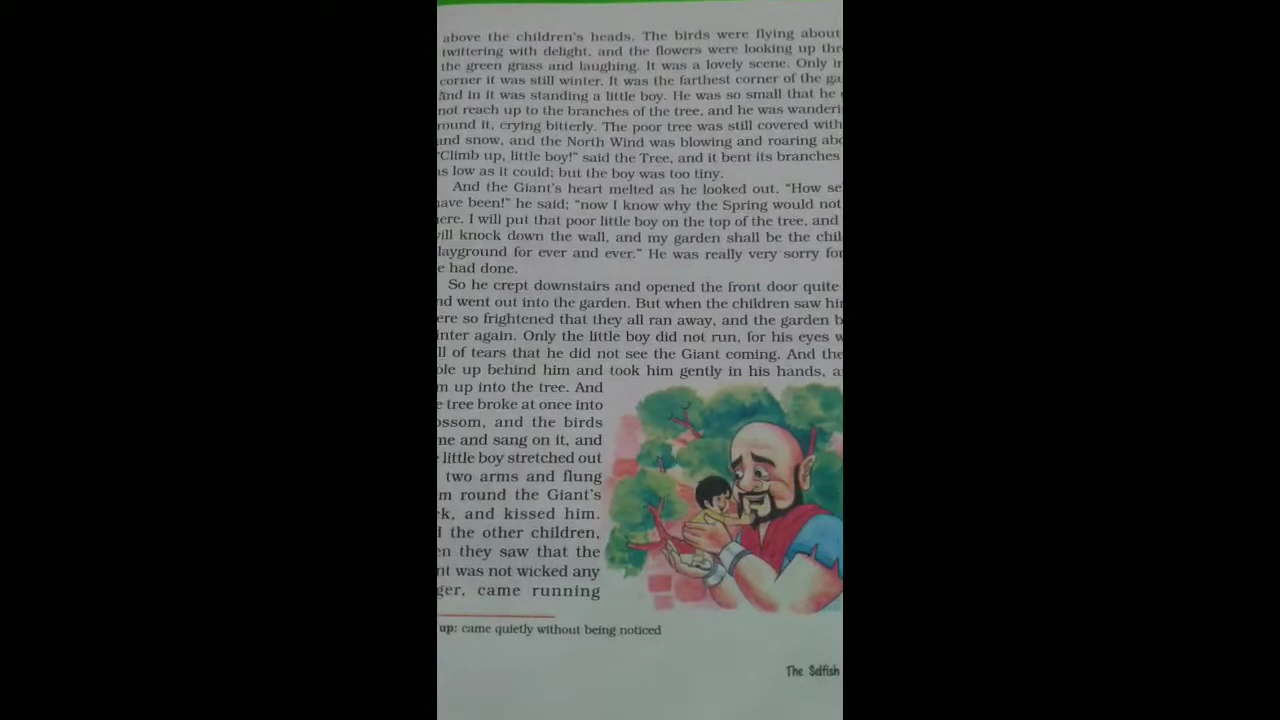 above the children's heads. The birds were flying about
twittering with delight, and the flowers were looking up
the green grass and laughing. It was a lovely scene. Only
corner it was still winter. It was the farthest corner of the
and in it was standing a little boy. He was so small that he
not reach up to the branches of the tree, and he was
round it, crying bitterly. The poor tree was still covered with
and snow, and the North Wind was blowing and roaring
"Climb up, little boy!" said the Tree, and it bent its branches
as low as it could; but the boy was too tiny.
And the Giant's heart melted as he looked out. "How
have been!" he said; "now I know why the Spring would not
here. I will put that poor little boy on the top of the tree, and
will knock down the wall, and my garden shall be the
layground for ever and ever." He was really very sorry for
e had done.
So he crept downstairs and opened the front door quite
nd went out into the garden. But when the children saw
ere so frightened that they all ran away, and the garden
inter again. Only the little boy did not run, for his eyes
ll of tears that he did not see the Giant coming. And the
ole up behind him and took him gently in his hands,
m up into the tree. And
e tree broke at once into
ossom, and the birds
me and sang on it, and
little boy stretched out
two arms and flung
m round the Giant's
k, and kissed him.
d the other children,
en they saw that the
nt was not wicked any
ger, came running
up: came quietly without being noticed
The Selfish